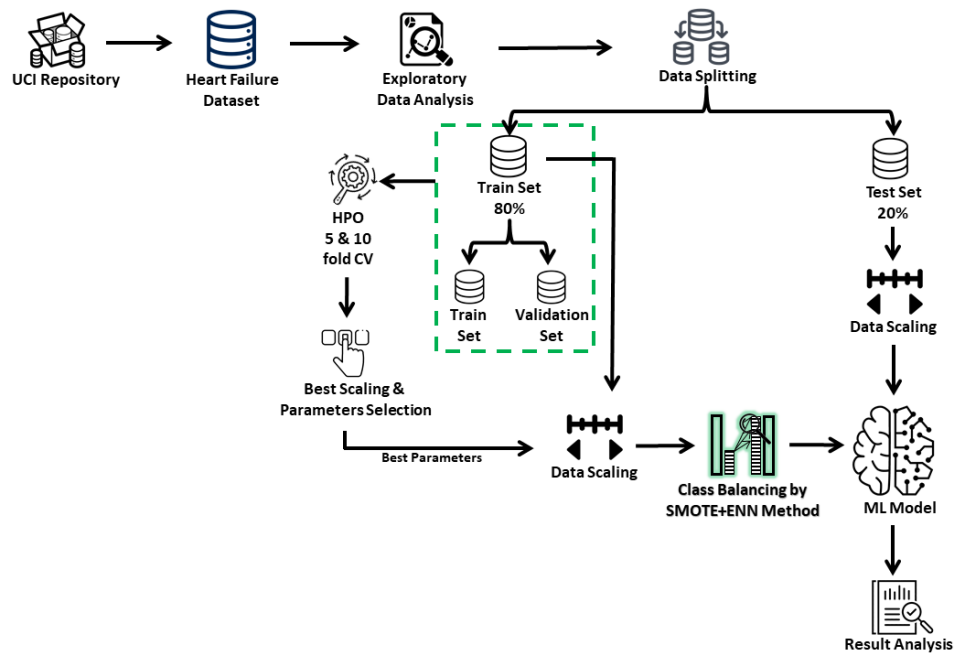 UCI Repository
Heart Failure
Dataset
Exploratory
Data Analysis
Data Splitting
Train Set
80%
Test Set
20%
HPO
5 & 10
fold CV
Train
Set
Validation
Set
Data Scaling
Best Scaling &
Parameters Selection
Best Parameters
Data Scaling
Class Balancing by
SMOTE+ENN Method
ML Model
Result Analysis